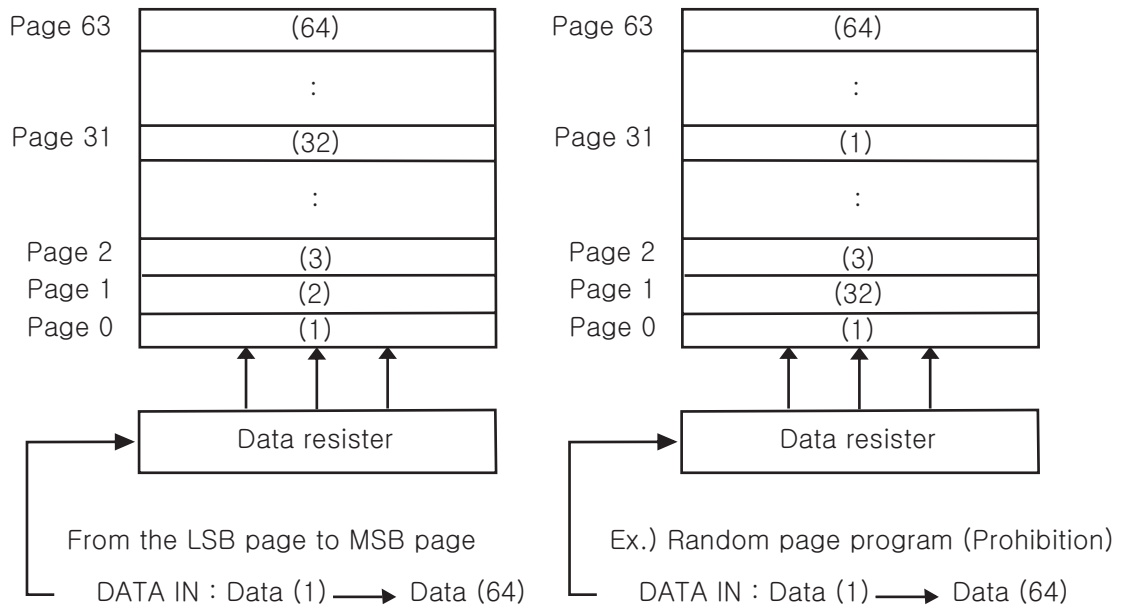 Page 63 (64)
:
Page 31 (32)
:
Page 2 (3)
Page 1 (2)
Page 0 (1)
Data resister
From the LSB page to MSB page
DATA IN : Data (1) Data (64)
Page 63 (64)
:
Page 31 (1)
:
Page 2 (3)
Page 1 (32)
Page 0 (1)
Data resister
Ex.) Random page program (Prohibition)
DATA IN : Data (1) Data (64)